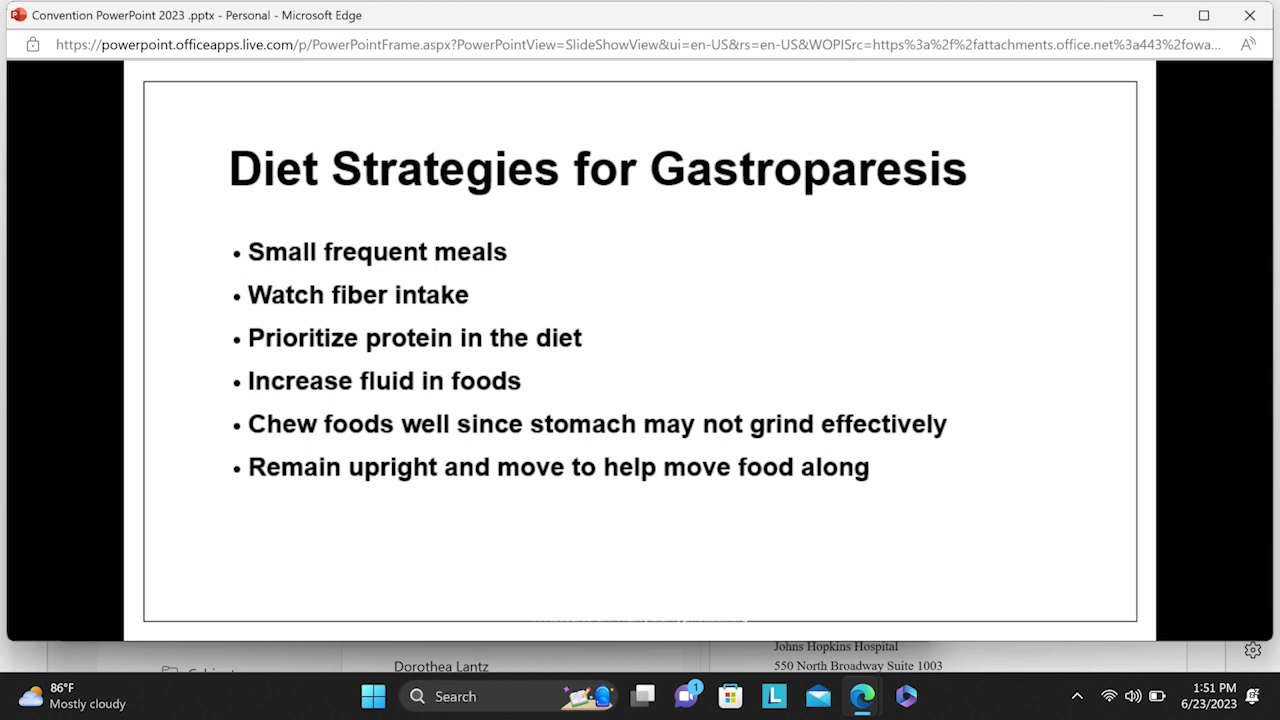 Convention PowerPoint 2023 .pptx - Personal - Microsoft Edge
https://powerpoint.officeapps.live.com/p/PowerPointFrame.aspx?PowerPointView=SlideShowView&ui=en-US&rs=en-US&WOPISrc=https%3a%2f%2fattachments.office.net%3a443%2fowa...
Diet Strategies for Gastroparesis
• Small frequent meals
• Watch fiber intake
• Prioritize protein in the diet
• Increase fluid in foods
• Chew foods well since stomach may not grind effectively
• Remain upright and move to help move food along
Johns Hopkins Hospital
Dorothea Lantz
550 North Broadway Suite 1003
86°F
Mostly cloudy
Search
1
L
1:51 PM
6/23/2023